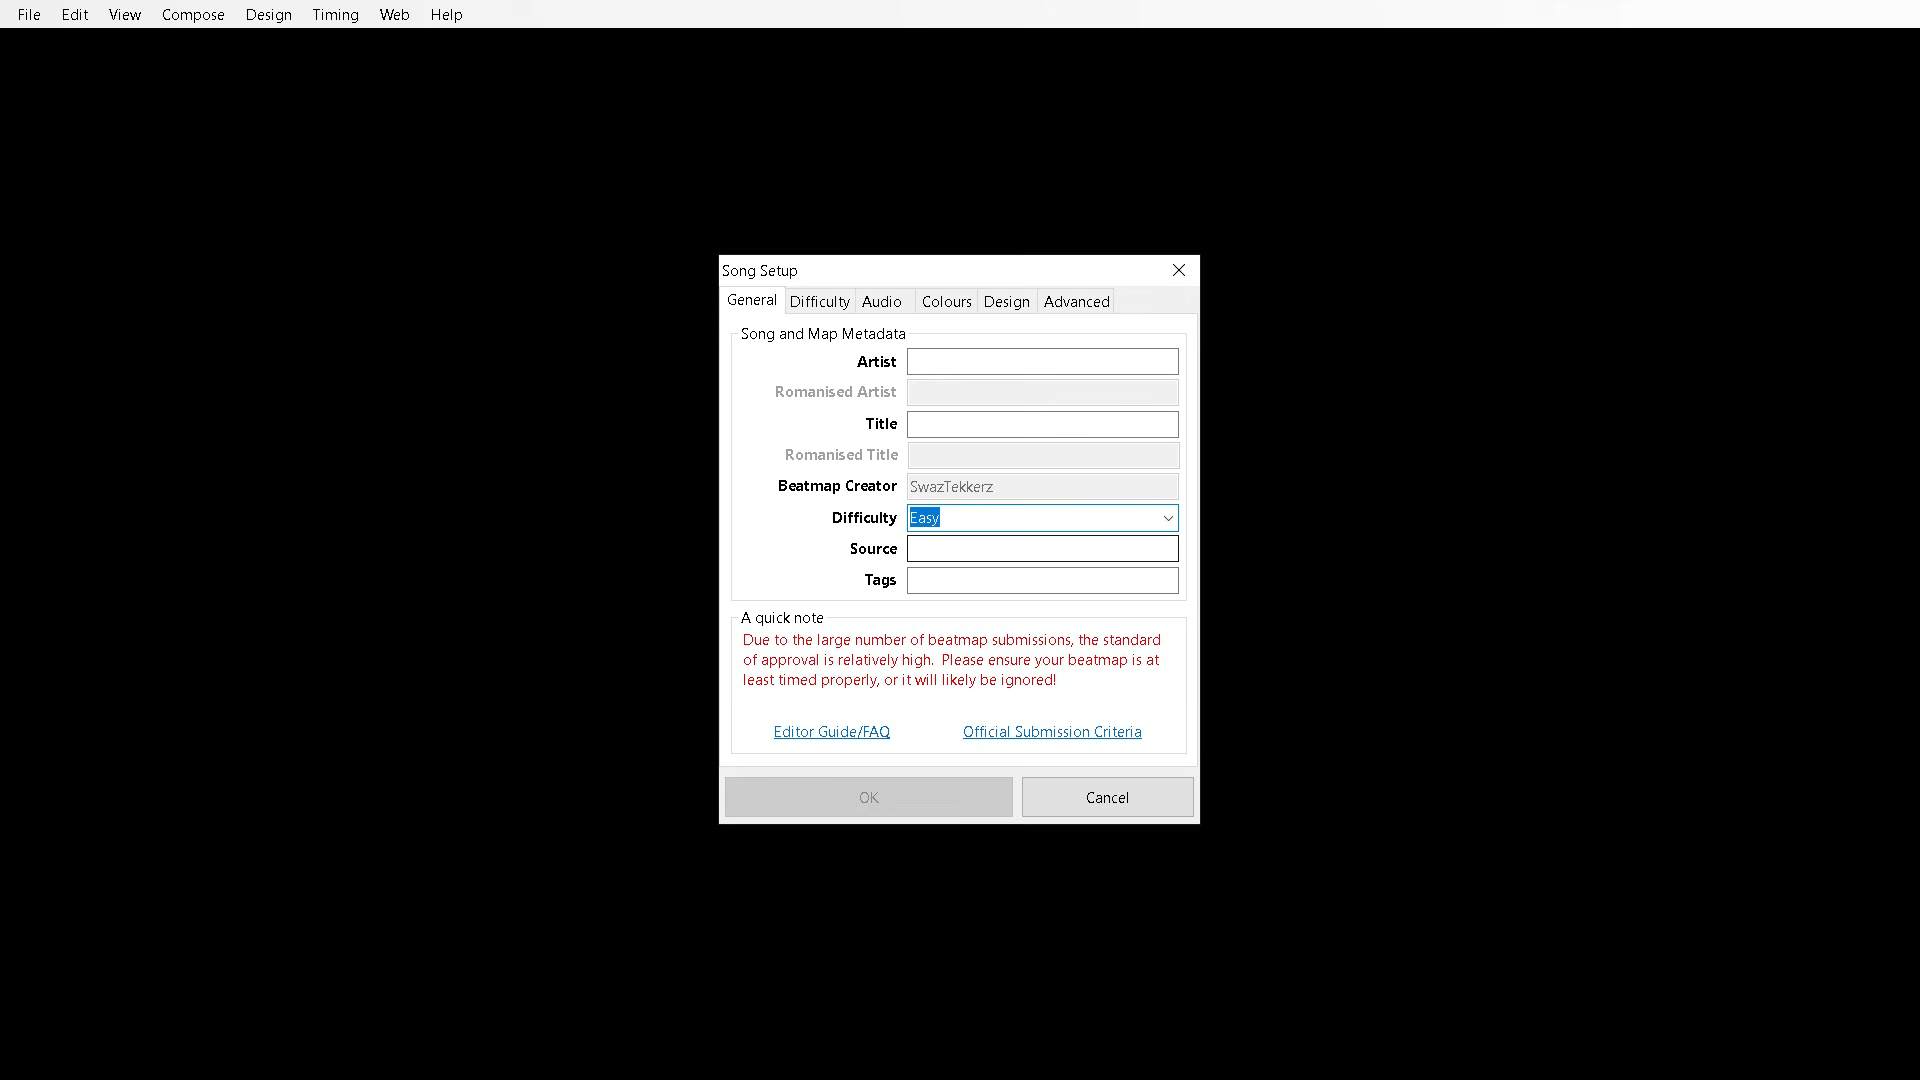 File Edit View Compose Design Timing Web Help
Song Setup
General Difficulty Audio Colours Design Advanced
Song and Map Metadata
Artist
Romanised Artist
Title
Romanised Title
Beatmap Creator SwazTekkerz
Difficulty Easy
Source
Tags
A quick note
Due to the large number of beatmap submissions, the standard
of approval is relatively high. Please ensure your beatmap is at
least timed properly, or it will likely be ignored!
Editor Guide/FAQ Official Submission Criteria
OK Cancel